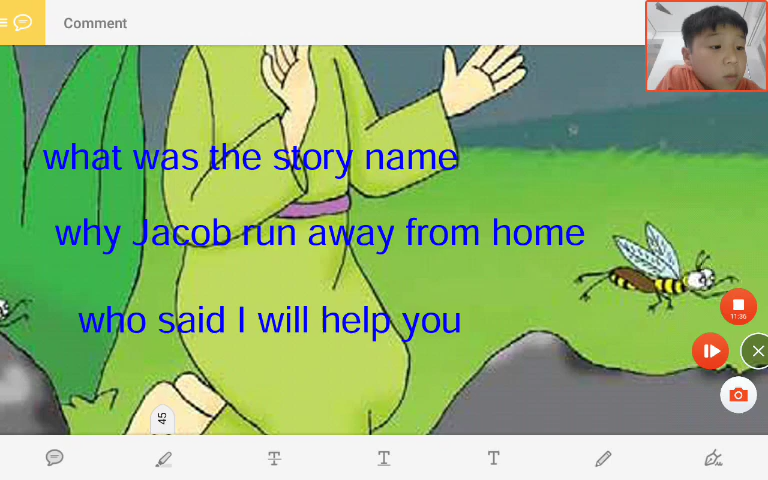 Comment
what was the story name
why Jacob run away from home
who said I will help you
11:36
45